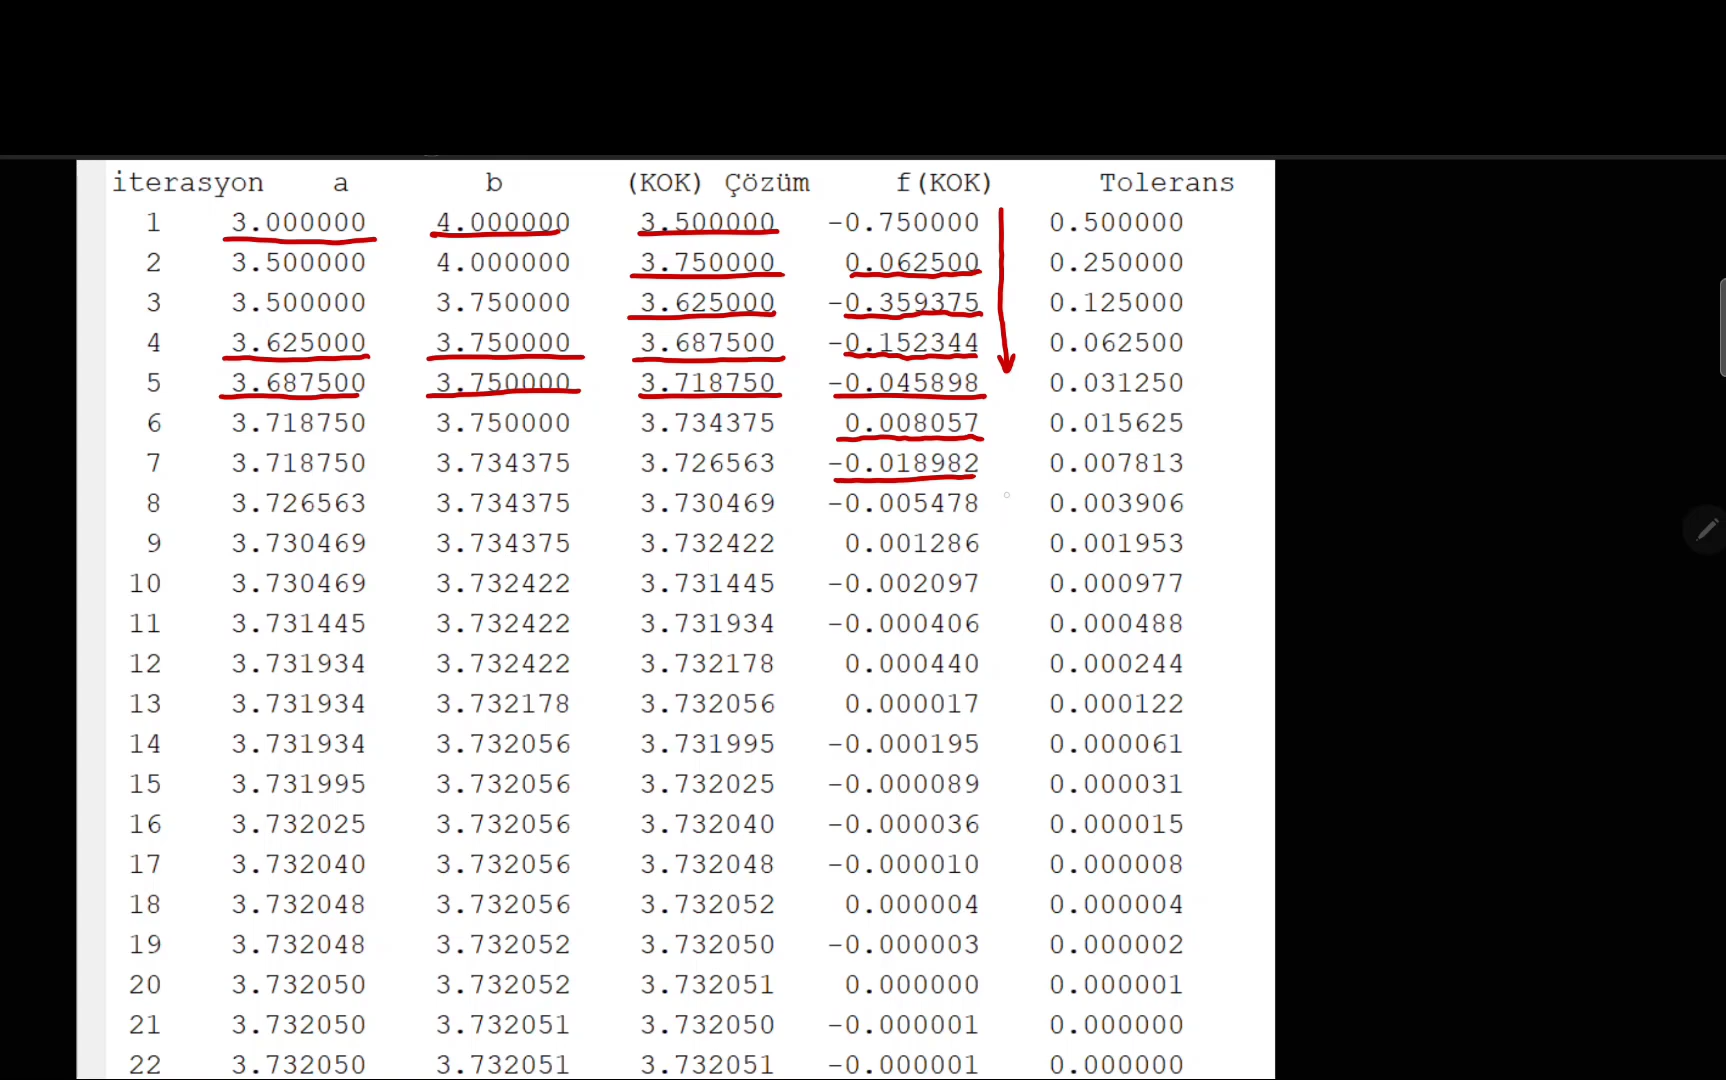 iterasyon a b (KOK) Çözüm f(KOK) Tolerans
1 3.000000 4.000000 3.500000 -0.750000 0.500000
2 3.500000 4.000000 3.750000 0.062500 0.250000
3 3.500000 3.750000 3.625000 -0.359375 0.125000
4 3.625000 3.750000 3.687500 -0.152344 0.062500
5 3.687500 3.750000 3.718750 -0.045898 0.031250
6 3.718750 3.750000 3.734375 0.008057 0.015625
7 3.718750 3.734375 3.726563 -0.018982 0.007813
8 3.726563 3.734375 3.730469 -0.005478 0.003906
9 3.730469 3.734375 3.732422 0.001286 0.001953
10 3.730469 3.732422 3.731445 -0.002097 0.000977
11 3.731445 3.732422 3.731934 -0.000406 0.000488
12 3.731934 3.732422 3.732178 0.000440 0.000244
13 3.731934 3.732178 3.732056 0.000017 0.000122
14 3.731934 3.732056 3.731995 -0.000195 0.000061
15 3.731995 3.732056 3.732025 -0.000089 0.000031
16 3.732025 3.732056 3.732040 -0.000036 0.000015
17 3.732040 3.732056 3.732048 -0.000010 0.000008
18 3.732048 3.732056 3.732052 0.000004 0.000004
19 3.732048 3.732052 3.732050 -0.000003 0.000002
20 3.732050 3.732052 3.732051 0.000000 0.000001
21 3.732050 3.732051 3.732050 -0.000001 0.000000
22 3.732050 3.732051 3.732051 -0.000001 0.000000